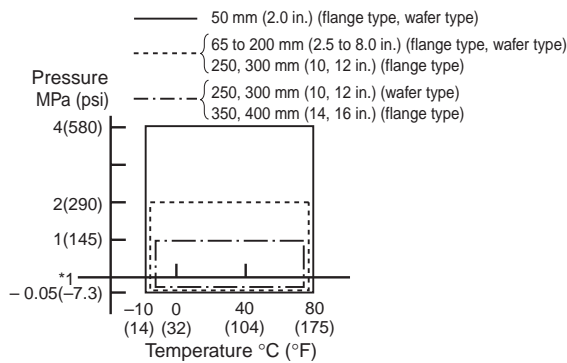 50 mm (2.0 in.) (flange type, wafer type)
65 to 200 mm (2.5 to 8.0 in.) (flange type, wafer type)
250, 300 mm (10, 12 in.) (flange type)
250, 300 mm (10, 12 in.) (wafer type)
350, 400 mm (14, 16 in.) (flange type)
Pressure
MPa (psi)
4(580)
2(290)
1(145)
*1
– 0.05(–7.3)
–10 0 40 80
(14) (32) (104) (175)
Temperature °C (°F)